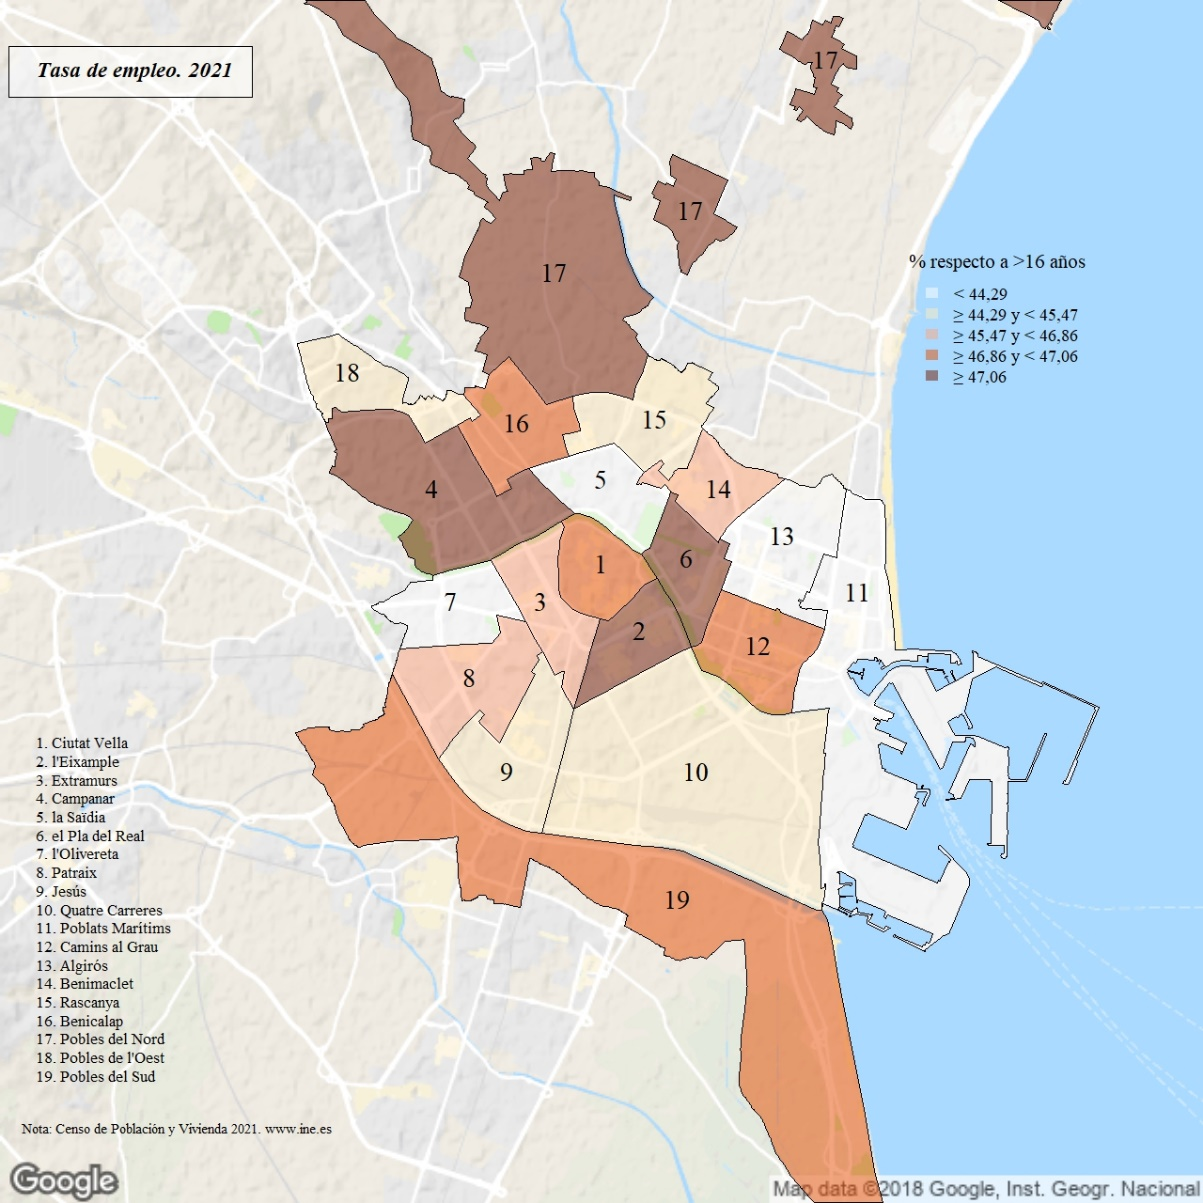 Tasa de empleo. 2021
17
17
17
% respecto a >16 años
< 44,29
≥ 44,29 y < 45,47
≥ 45,47 y < 46,86
≥ 46,86 y < 47,06
≥ 47,06
18
16
15
4
5
14
13
6
1
11
7
3
2
12
8
9
10
19
1. Ciutat Vella
2. l'Eixample
3. Extramurs
4. Campanar
5. la Saïdia
6. el Pla del Real
7. l'Olivereta
8. Patraix
9. Jesús
10. Quatre Carreres
11. Poblats Marítims
12. Camins al Grau
13. Algirós
14. Benimaclet
15. Rascanya
16. Benicalap
17. Pobles del Nord
18. Pobles de l'Oest
19. Pobles del Sud
Nota: Censo de Población y Vivienda 2021. www.ine.es
Google
Map data ©2018 Google, Inst. Geogr. Nacional